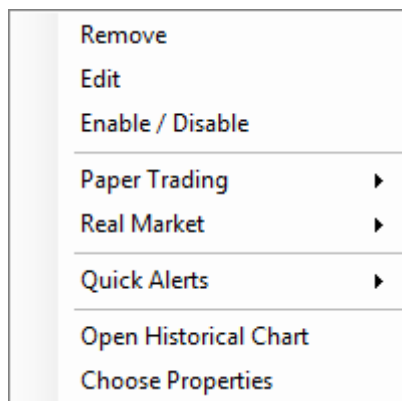 Remove
Edit
Enable / Disable
Paper Trading
Real Market
Quick Alerts
Open Historical Chart
Choose Properties